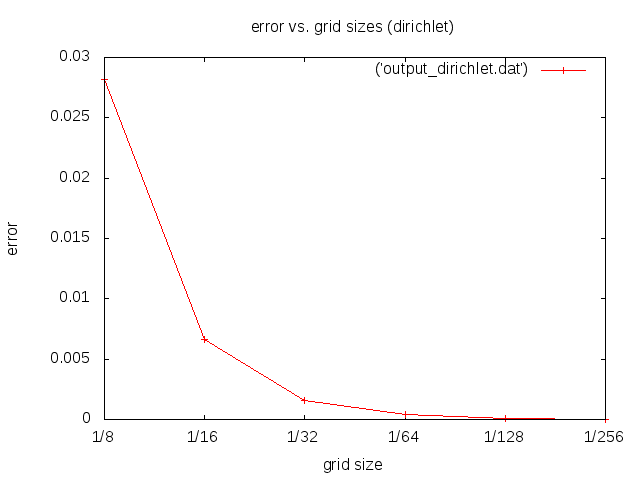 error vs. grid sizes (dirichlet)
('output_dirichlet.dat')
0.03
0.025
0.02
0.015
0.01
0.005
0
error
1/8 1/16 1/32 1/64 1/128 1/256
grid size